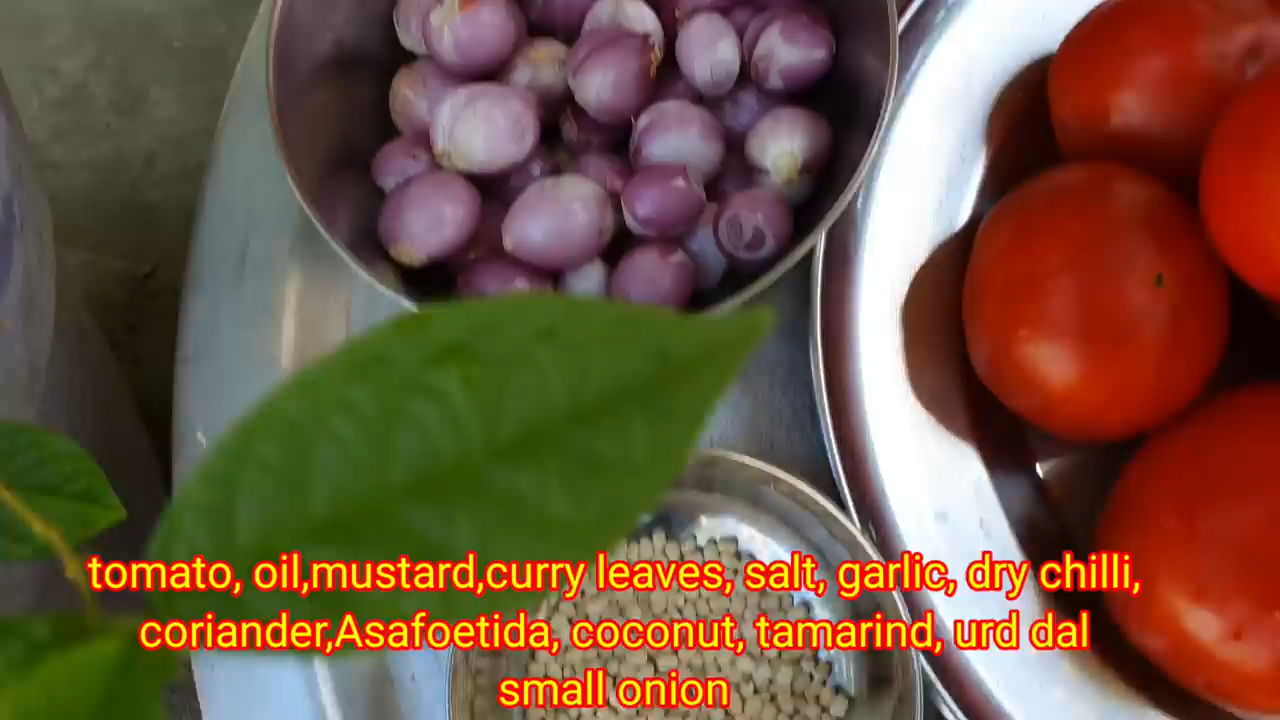 tomato, oil,mustard,curry leaves, salt, garlic, dry chilli,
coriander,Asafoetida, coconut, tamarind, urd dal
small onion